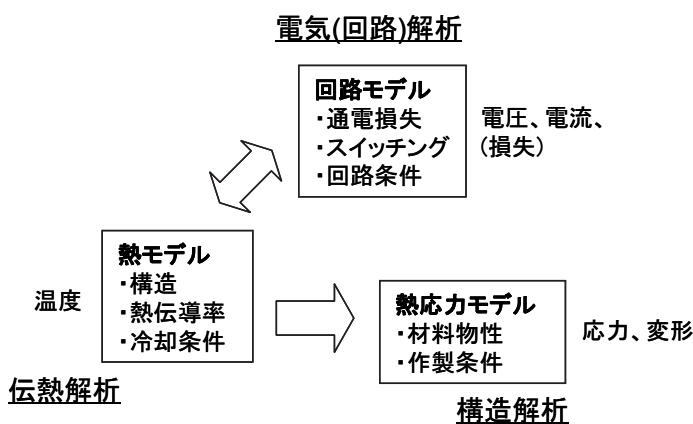 電気(回路)解析
回路モデル
・通電損失
・スイッチング
・回路条件
電圧、電流、
(損失)
温度
熱モデル
・構造
・熱伝導率
・冷却条件
伝熱解析
熱応力モデル
・材料物性
・作製条件
応力、変形
構造解析